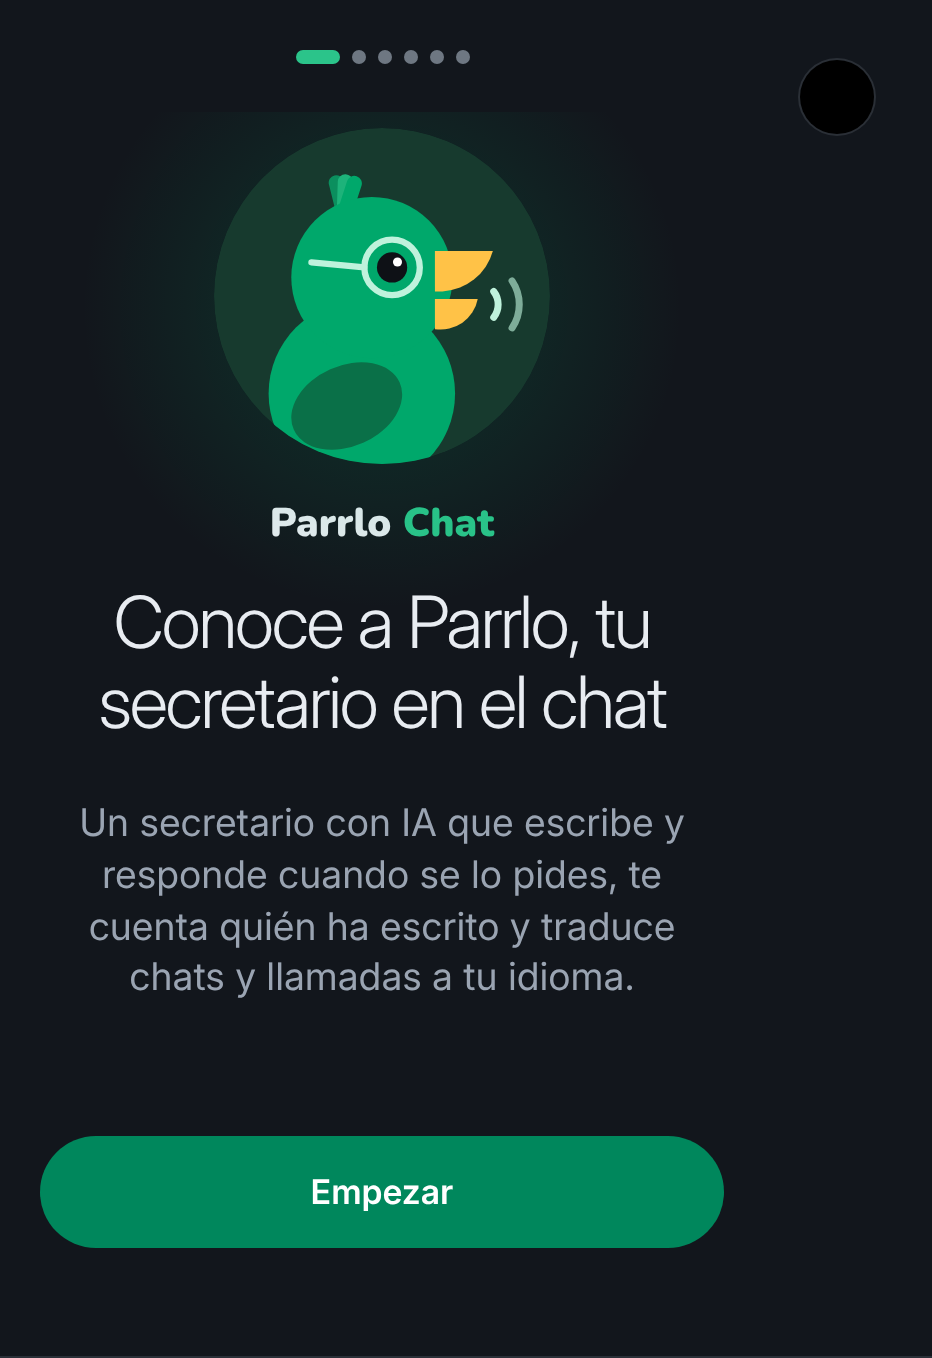 Parrlo Chat
Conoce a Parrlo, tu
secretario en el chat
Un secretario con IA que escribe y
responde cuando se lo pides, te
cuenta quién ha escrito y traduce
chats y llamadas a tu idioma.
Empezar